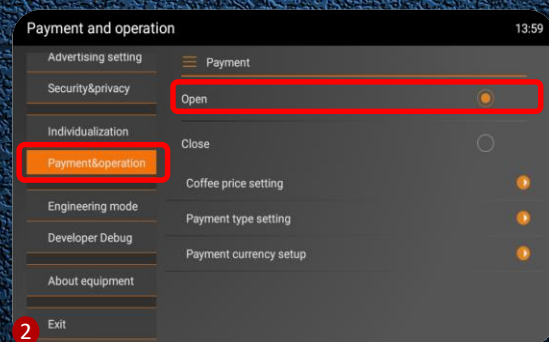 Payment and operation
13:59
Advertising setting
Security&privacy
Individualization
Payment&operation
Engineering mode
Developer Debug
About equipment
Exit
Payment
Open
Close
Coffee price setting
Payment type setting
Payment currency setup
2